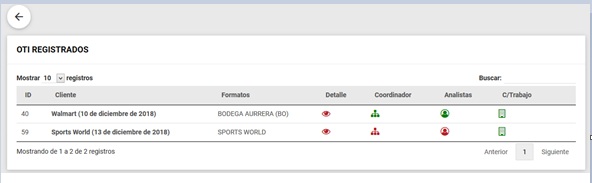 OTI REGISTRADOS
Mostrar 10 registros Buscar:
ID Cliente Formatos Detalle Coordinador Analistas C/Trabajo
40 Walmart (10 de diciembre de 2018) BODEGA AURRERA (BO)
59 Sports World (13 de diciembre de 2018) SPORTS WORLD
Mostrando de 1 a 2 de 2 registros Anterior 1 Siguiente